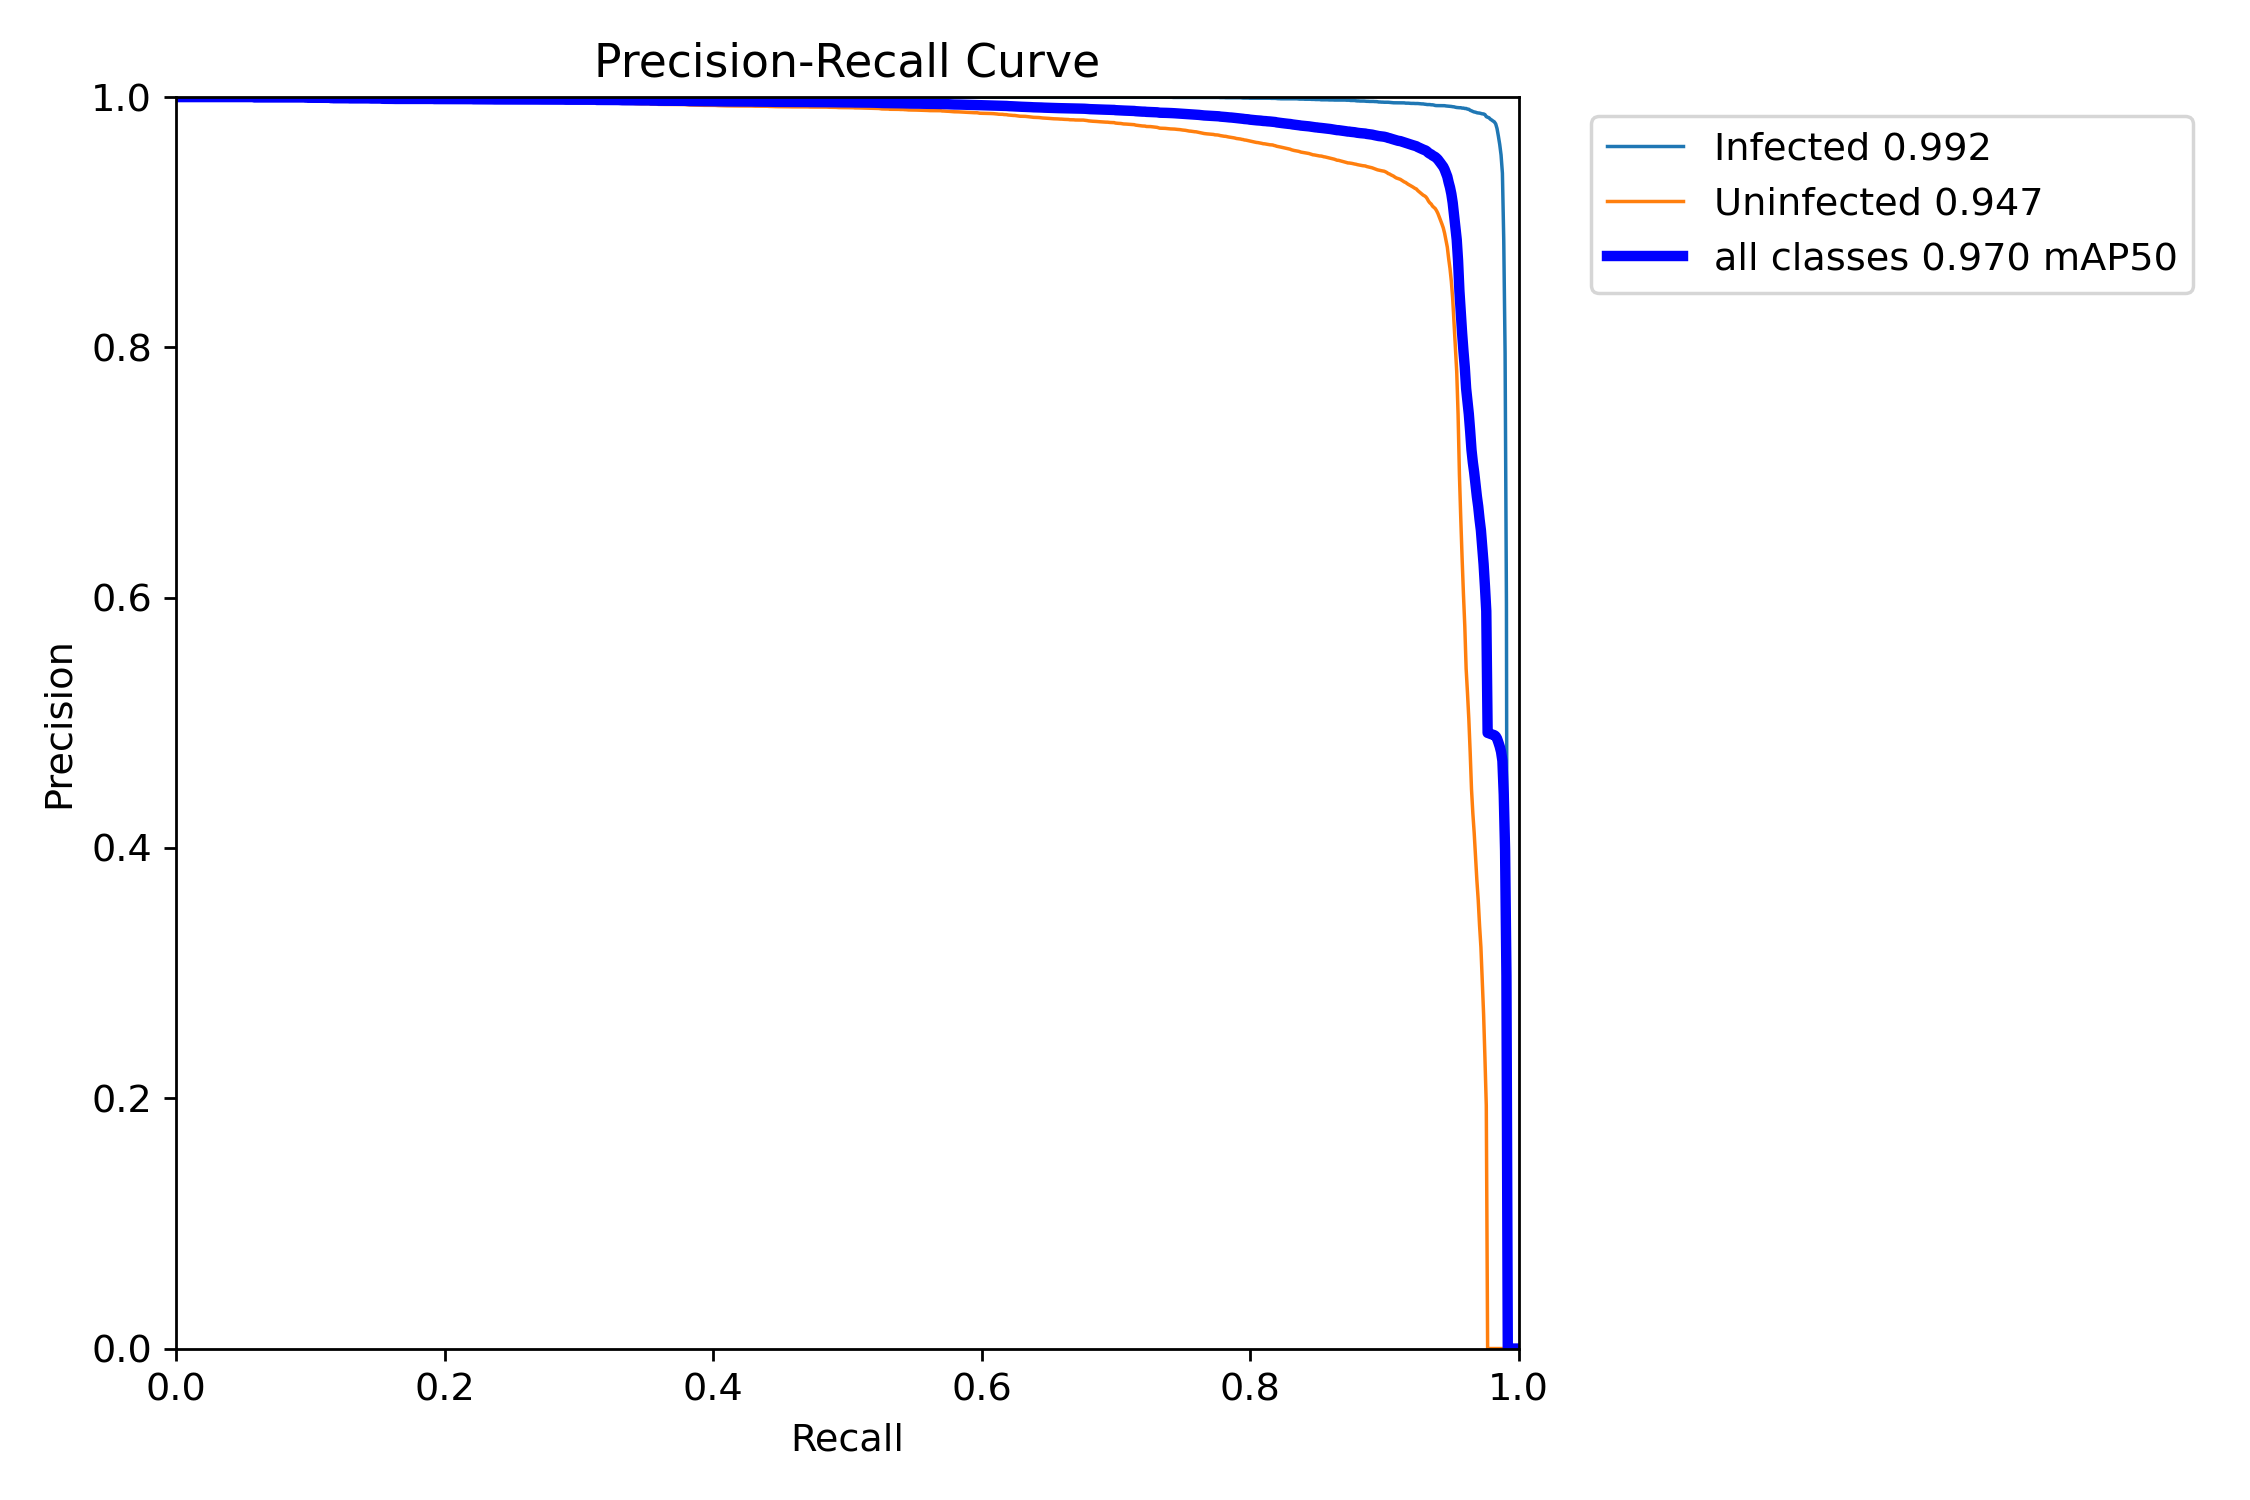 Precision-Recall Curve
1.0
0.8
0.6
0.4
0.2
0.0
Precision
0.0 0.2 0.4 0.6 0.8 1.0
Recall
Infected 0.992
Uninfected 0.947
all classes 0.970 mAP50